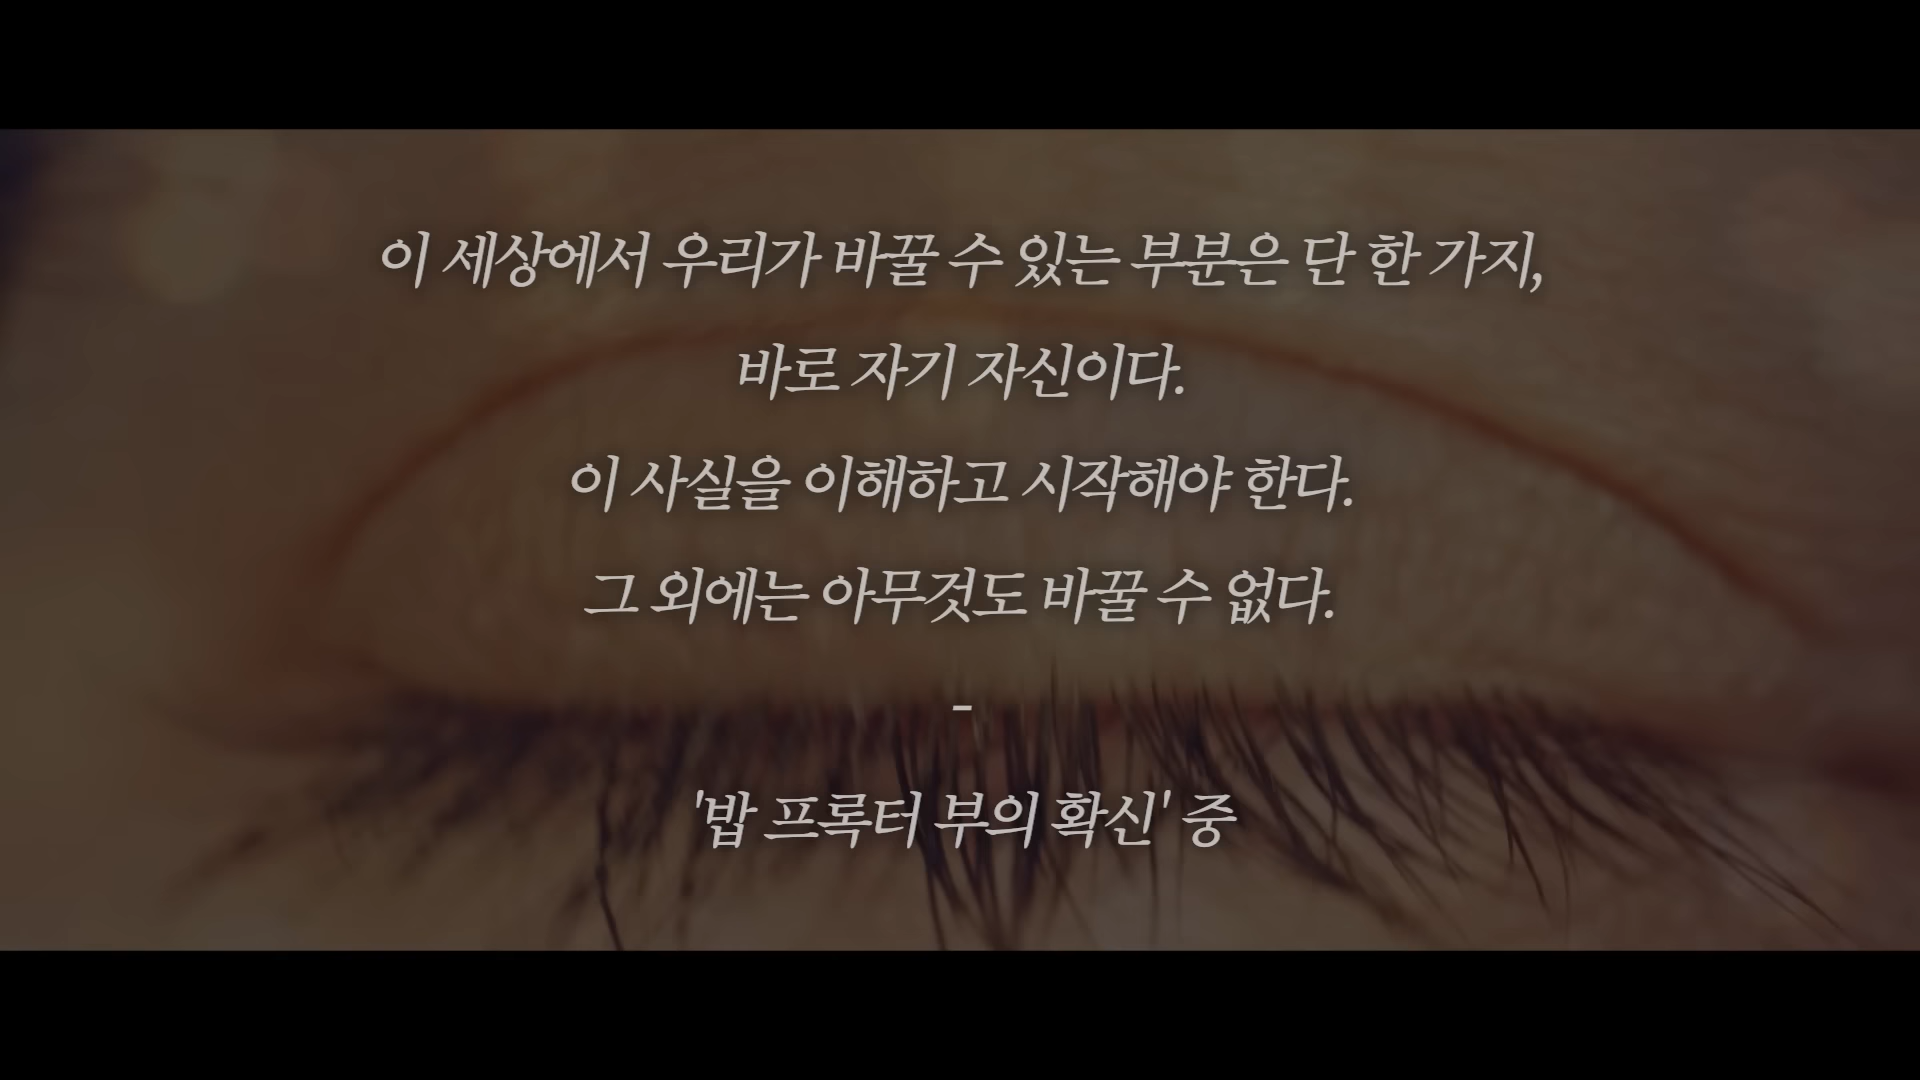 이 세상에서 우리가 바꿀 수 있는 부분은 단 한 가지,
바로 자기 자신이다.
이 사실을 이해하고 시작해야 한다.
그 외에는 아무것도 바꿀 수 없다.
-
'밥 프록터 부의 확신' 중